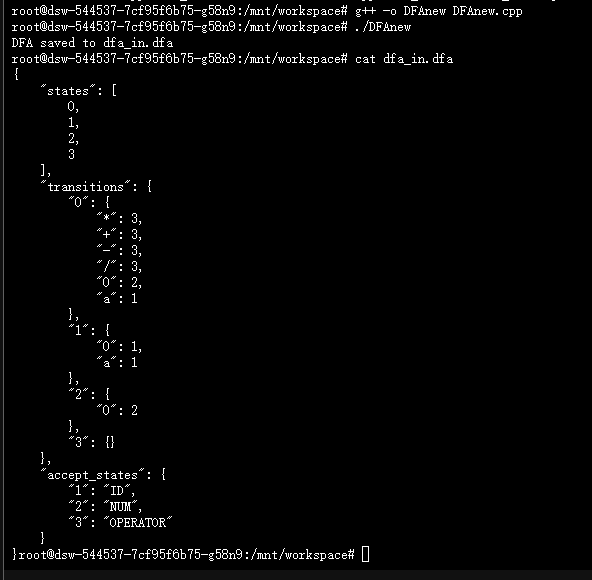 root@dsw-544537-7cf95f6b75-g58n9:/mnt/workspace# g++ -o DFAnew DFAnew.cpp
root@dsw-544537-7cf95f6b75-g58n9:/mnt/workspace# ./DFAnew
DFA saved to dfa_in.dfa
root@dsw-544537-7cf95f6b75-g58n9:/mnt/workspace# cat dfa_in.dfa
{
    "states": [
        0,
        1,
        2,
        3
    ],
    "transitions": {
        "0": {
            "*": 3,
            "+": 3,
            "-": 3,
            "/": 3,
            "0": 2,
            "a": 1
        },
        "1": {
            "0": 1,
            "a": 1
        },
        "2": {
            "0": 2
        },
        "3": {}
    },
    "accept_states": {
        "1": "ID",
        "2": "NUM",
        "3": "OPERATOR"
    }
}root@dsw-544537-7cf95f6b75-g58n9:/mnt/workspace#